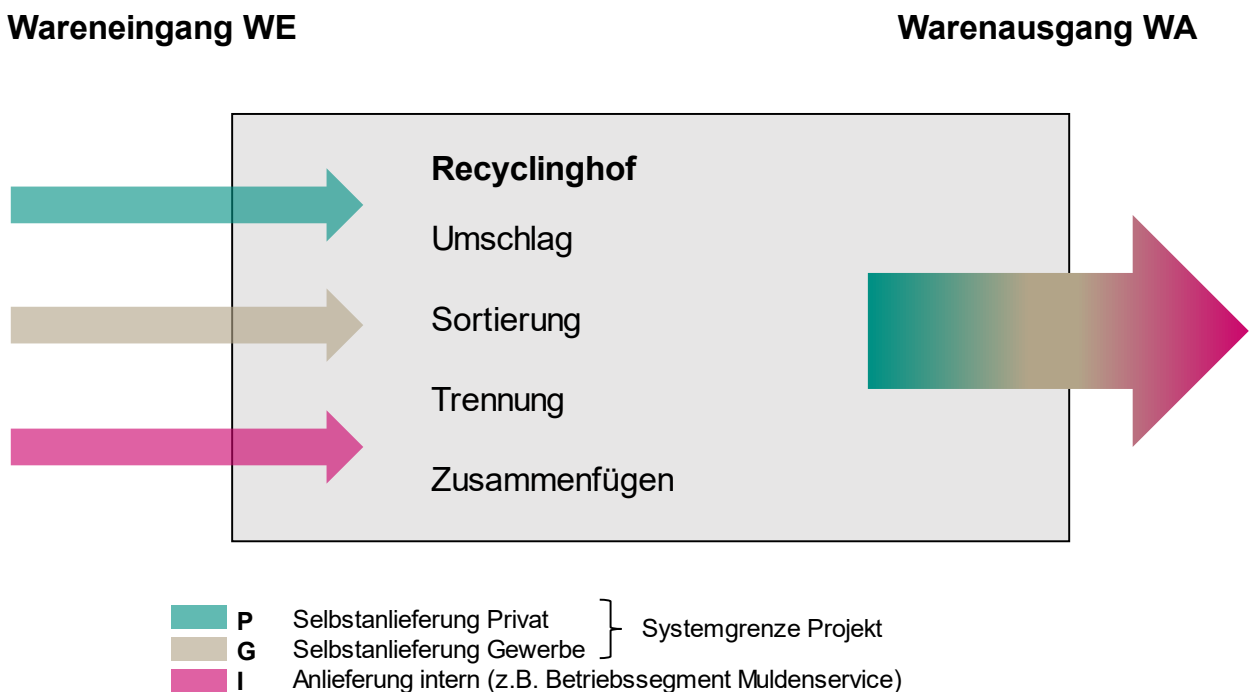 Wareneingang WE
Warenausgang WA
Recyclinghof
Umschlag
Sortierung
Trennung
Zusammenfügen
P Selbstanlieferung Privat
G Selbstanlieferung Gewerbe
Systemgrenze Projekt
I Anlieferung intern (z.B. Betriebssegment Muldenservice)